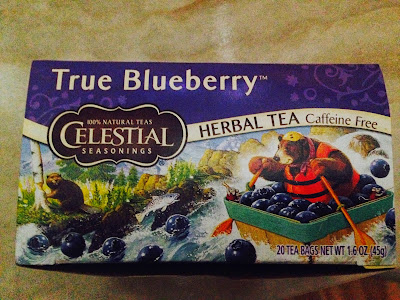 True Blueberry™
100% NATURAL TEAS
CELESTIAL
SEASONINGS
HERBAL TEA Caffeine Free
20 TEA BAGS NET WT 1.6 OZ (45g)